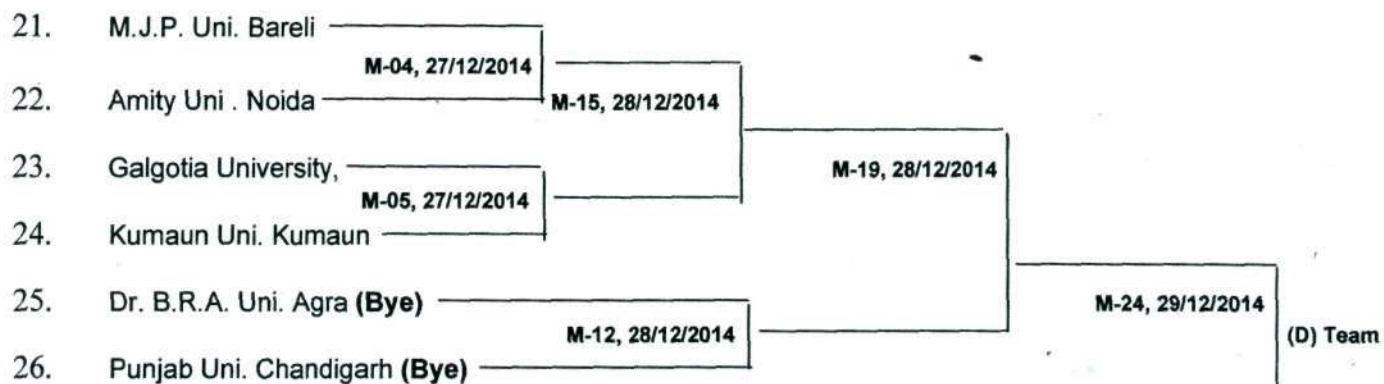 21. M.J.P. Uni. Bareli
M-04, 27/12/2014
22. Amity Uni . Noida
M-15, 28/12/2014
23. Galgotia University,
M-19, 28/12/2014
M-05, 27/12/2014
24. Kumaun Uni. Kumaun
25. Dr. B.R.A. Uni. Agra (Bye)
M-24, 29/12/2014
M-12, 28/12/2014
(D) Team
26. Punjab Uni. Chandigarh (Bye)